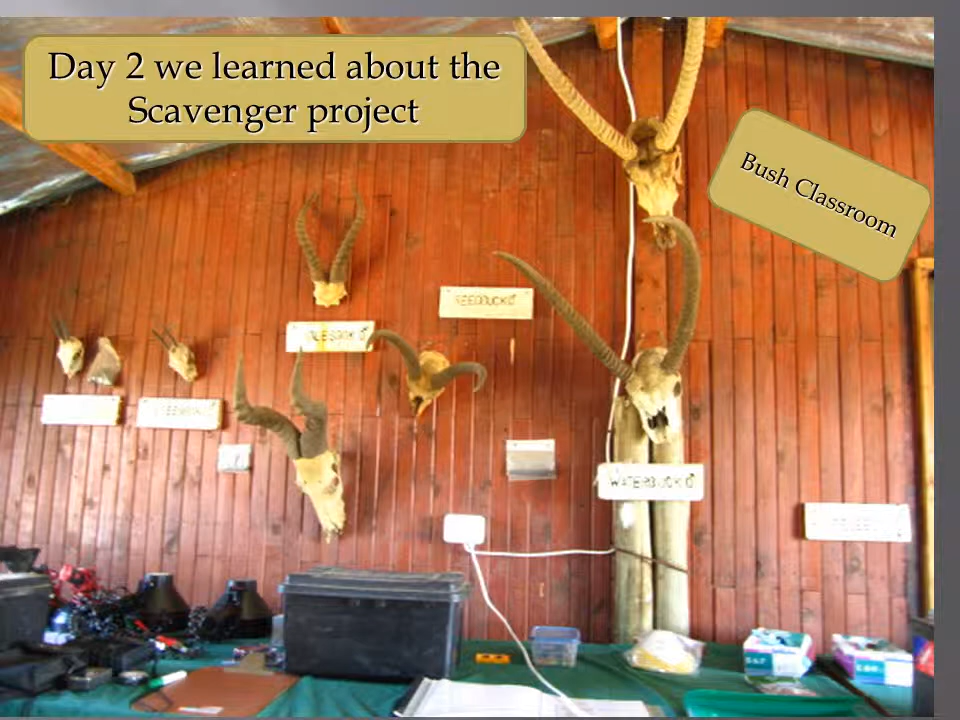 Day 2 we learned about the
Scavenger project
Bush Classroom
REEDBUCK ♂
WATERBUCK ♂